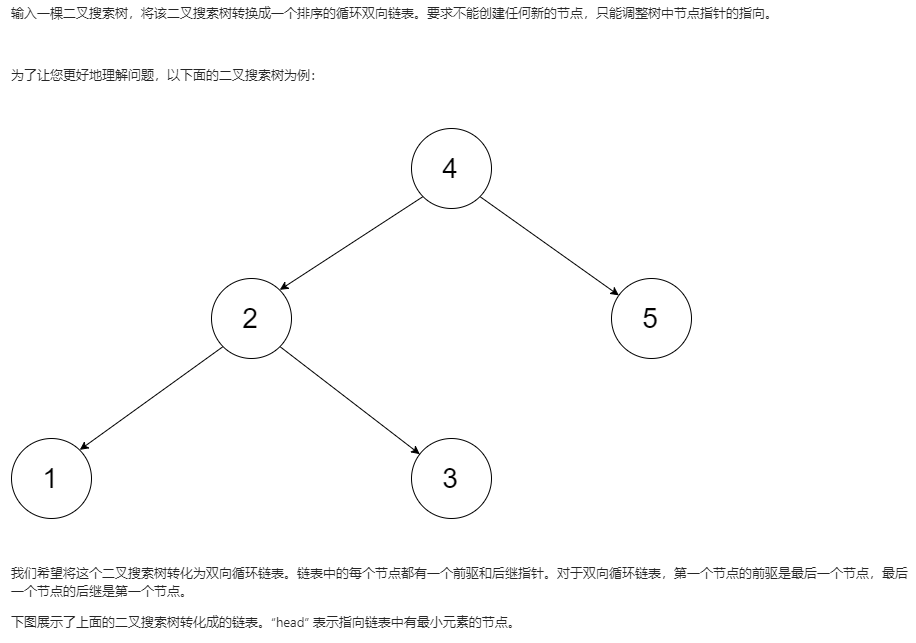 输入一棵二叉搜索树，将该二叉搜索树转换成一个排序的循环双向链表。要求不能创建任何新的节点，只能调整树中节点指针的指向。
为了让您更好地理解问题，以下面的二叉搜索树为例：
4
2
5
1
3
我们希望将这个二叉搜索树转化为双向循环链表。链表中的每个节点都有一个前驱和后继指针。对于双向循环链表，第一个节点的前驱是最后一个节点，最后
一个节点的后继是第一个节点。
下图展示了上面的二叉搜索树转化成的链表。“head” 表示指向链表中有最小元素的节点。